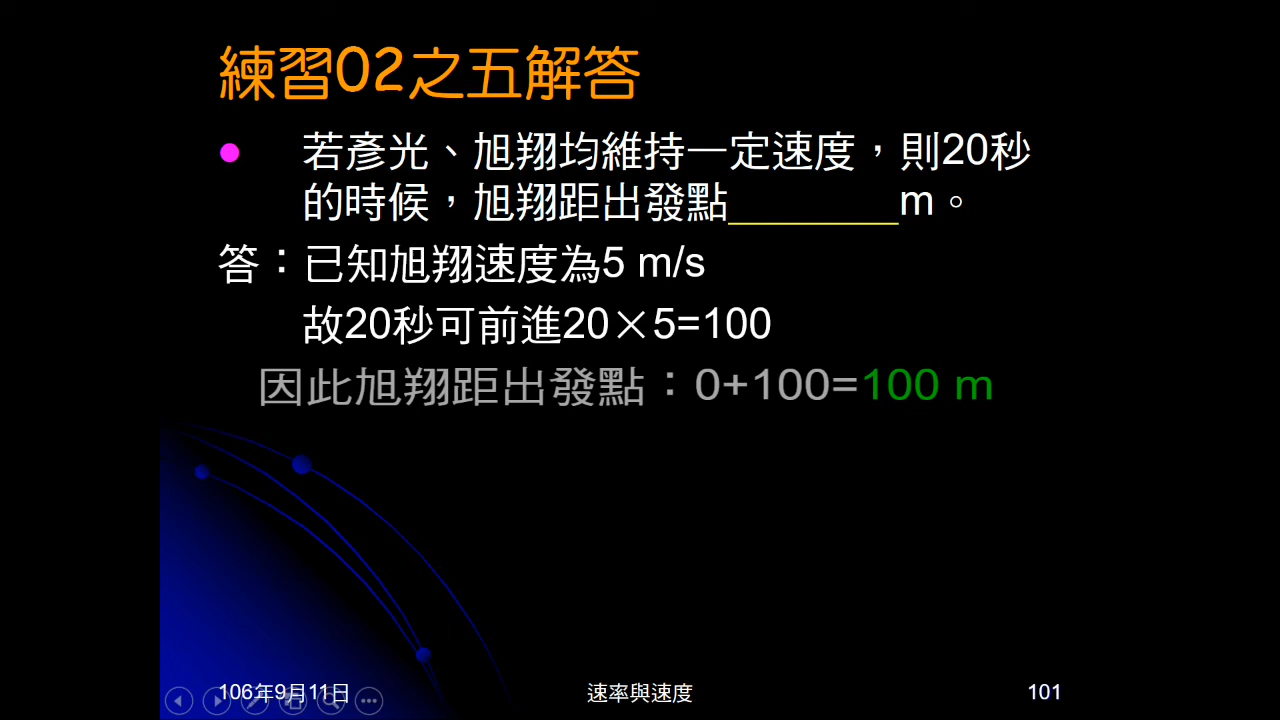 練習02之五解答
若彥光、旭翔均維持一定速度，則20秒
的時候，旭翔距出發點________m。
答：已知旭翔速度為5 m/s
故20秒可前進20×5=100
因此旭翔距出發點：0+100=100 m
106年9月11日
速率與速度
101